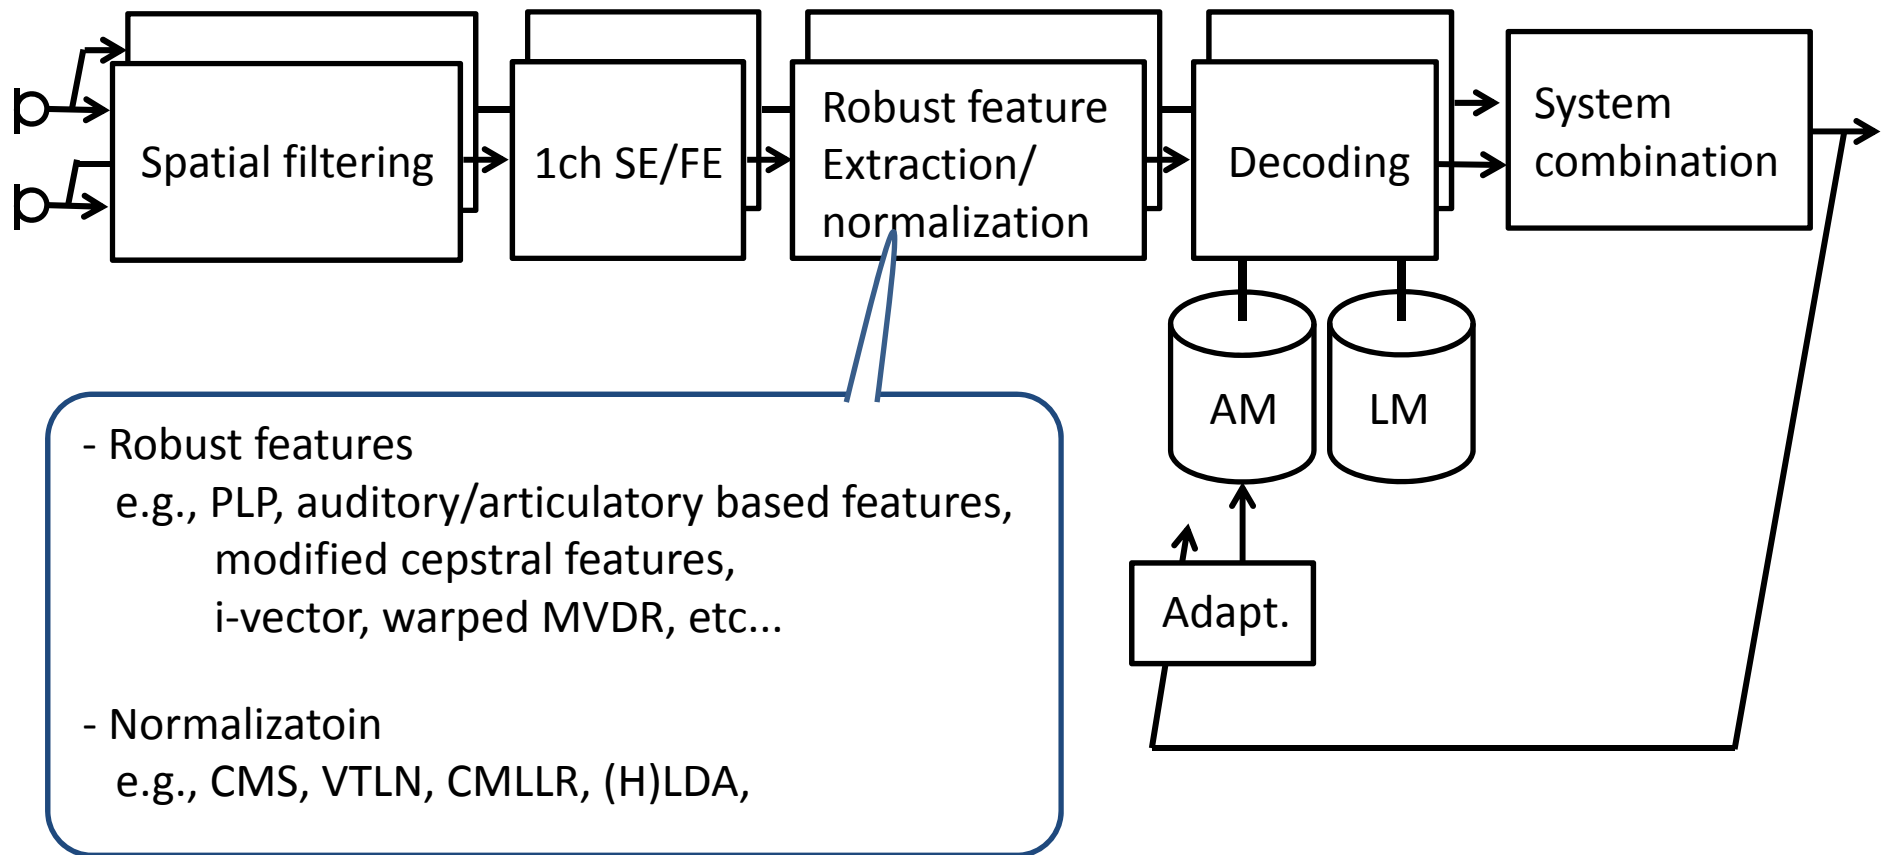 Spatial filtering
1ch SE/FE
Robust feature
Extraction/
normalization
Decoding
System
combination
AM
LM
Adapt.
- Robust features
e.g., PLP, auditory/articulatory based features,
modified cepstral features,
i-vector, warped MVDR, etc...
- Normalizatoin
e.g., CMS, VTLN, CMLLR, (H)LDA,